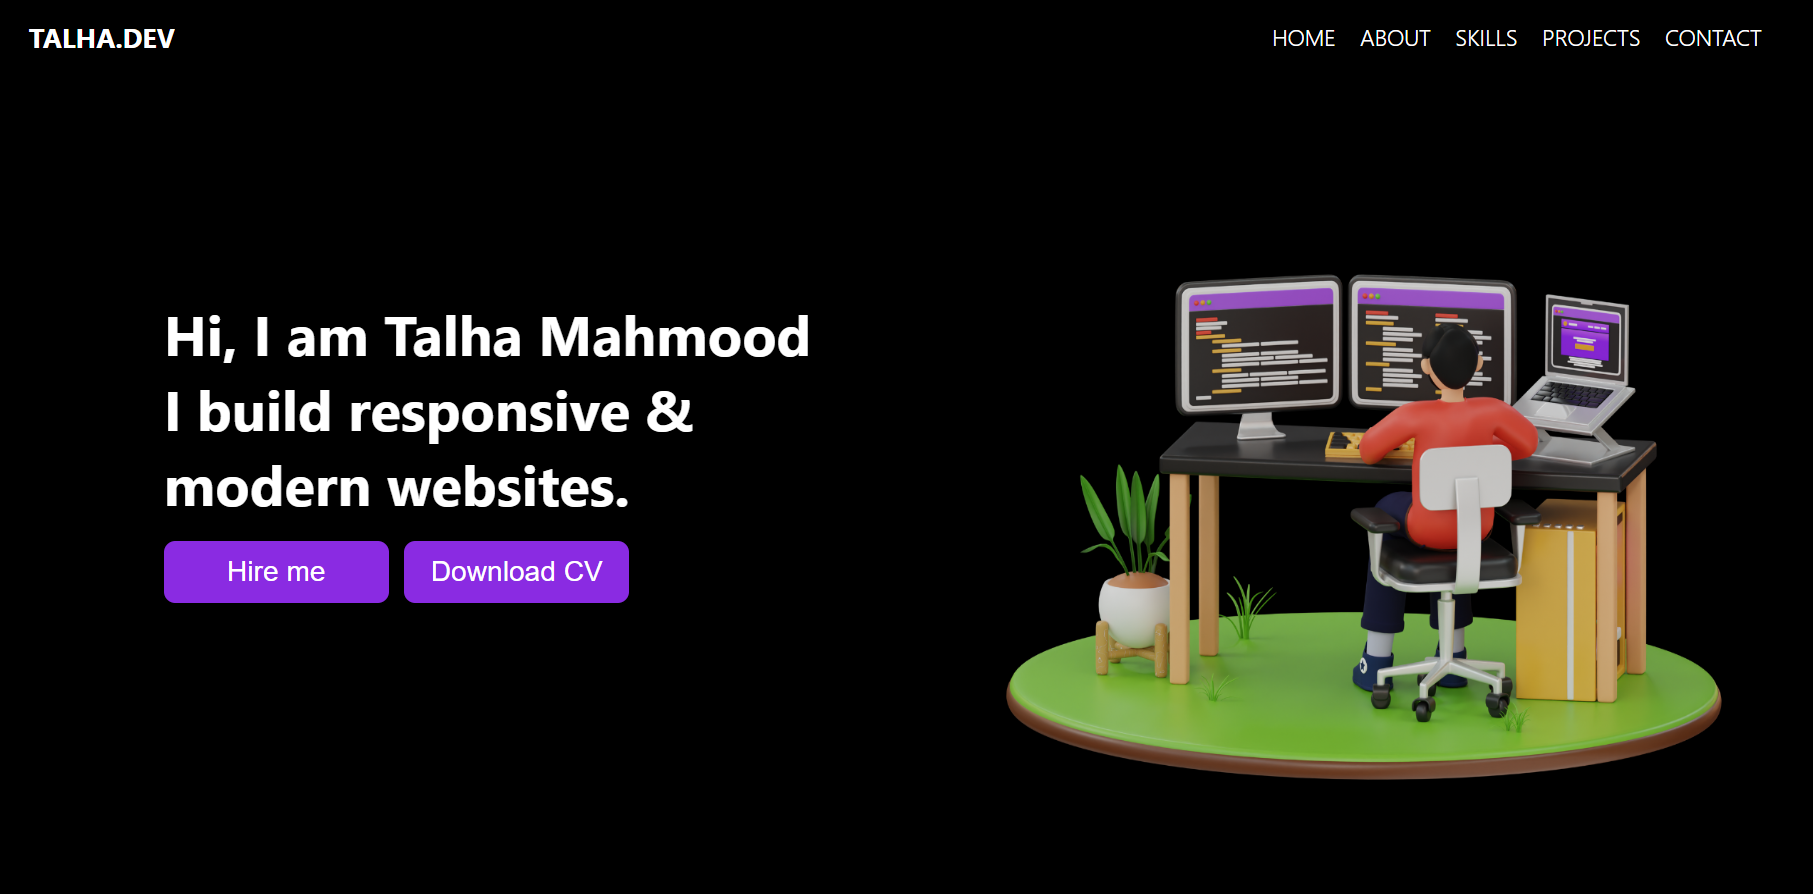 TALHA.DEV
HOME ABOUT SKILLS PROJECTS CONTACT
Hi, I am Talha Mahmood
I build responsive &
modern websites.
Hire me
Download CV